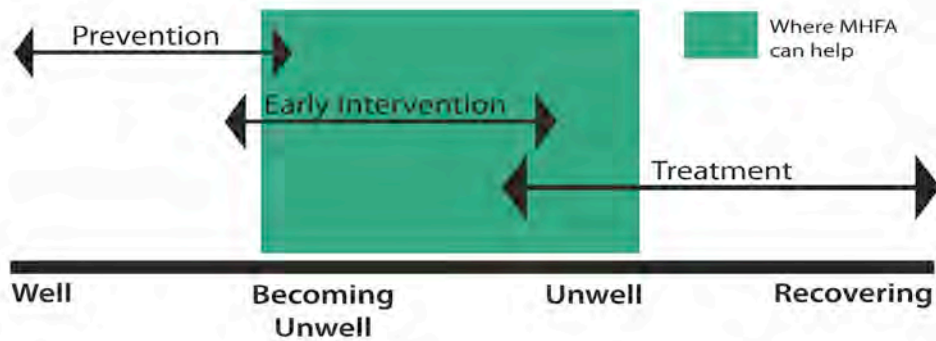 Prevention
Where MHFA
can help
Early Intervention
Treatment
Well
Becoming
Unwell
Unwell
Recovering